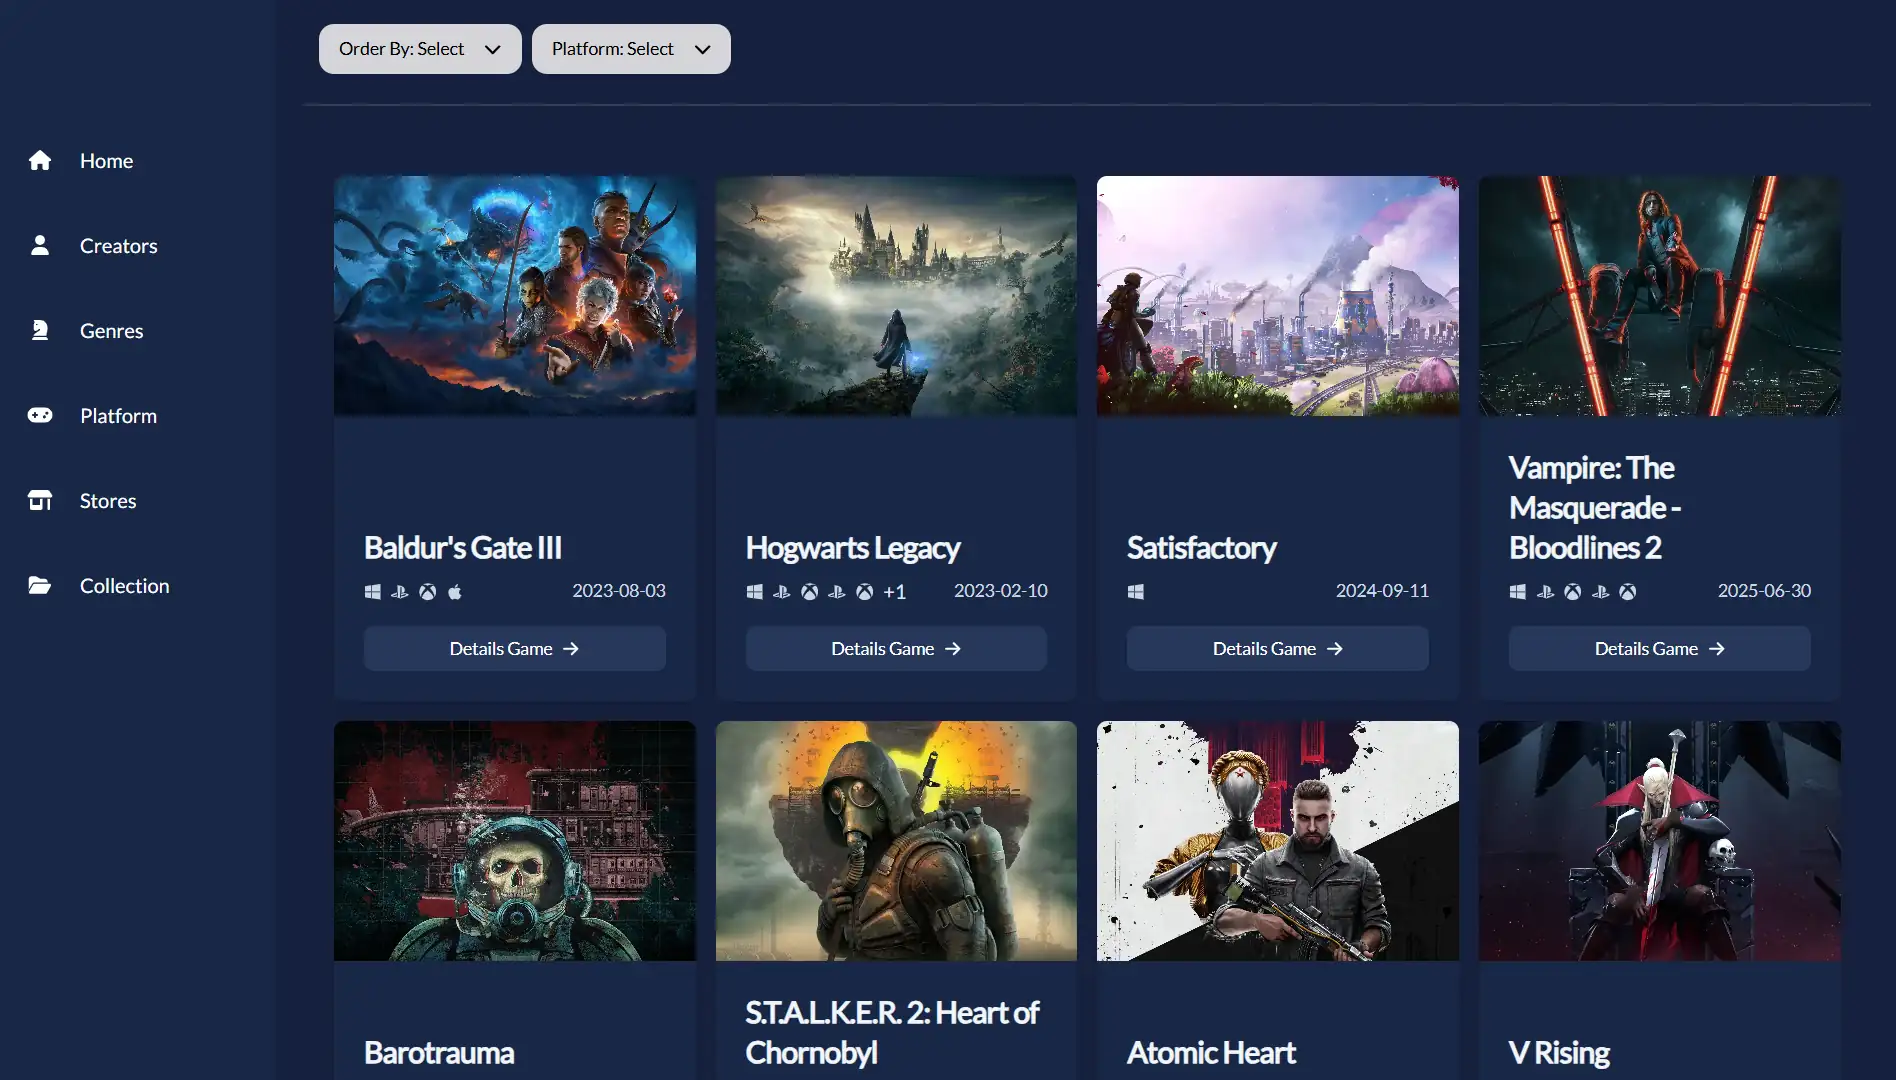 Order By: Select
Platform: Select
Home
Creators
Genres
Platform
Stores
Collection
Baldur's Gate III
2023-08-03
Details Game
Hogwarts Legacy
+1
2023-02-10
Details Game
Satisfactory
2024-09-11
Details Game
Vampire: The
Masquerade -
Bloodlines 2
2025-06-30
Details Game
Barotrauma
S.T.A.L.K.E.R. 2: Heart of
Chornobyl
Atomic Heart
V Rising